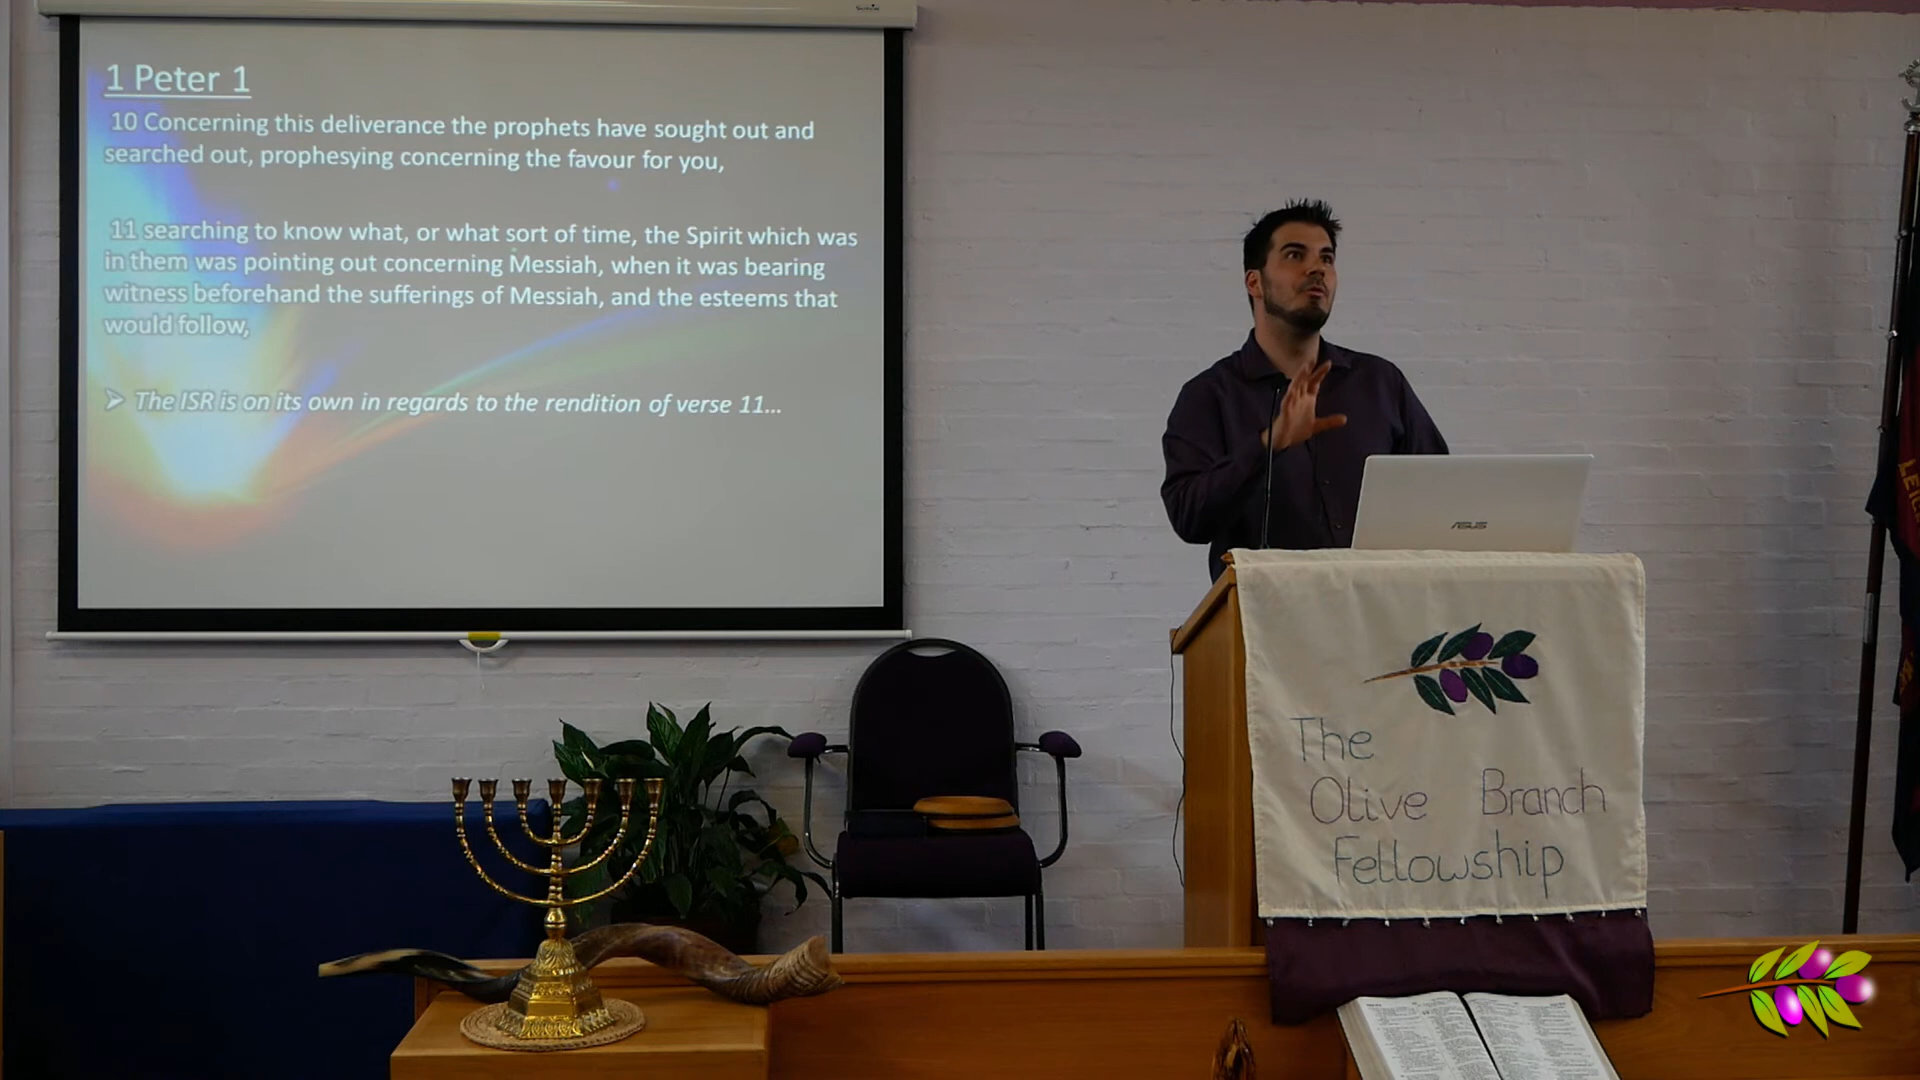 1 Peter 1
10 Concerning this deliverance the prophets have sought out and
searched out, prophesying concerning the favour for you,
11 searching to know what, or what sort of time, the Spirit which was
in them was pointing out concerning Messiah, when it was bearing
witness beforehand the sufferings of Messiah, and the esteems that
would follow,
➤ The ISR is on its own in regards to the rendition of verse 11...
ASUS
The
Olive Branch
Fellowship